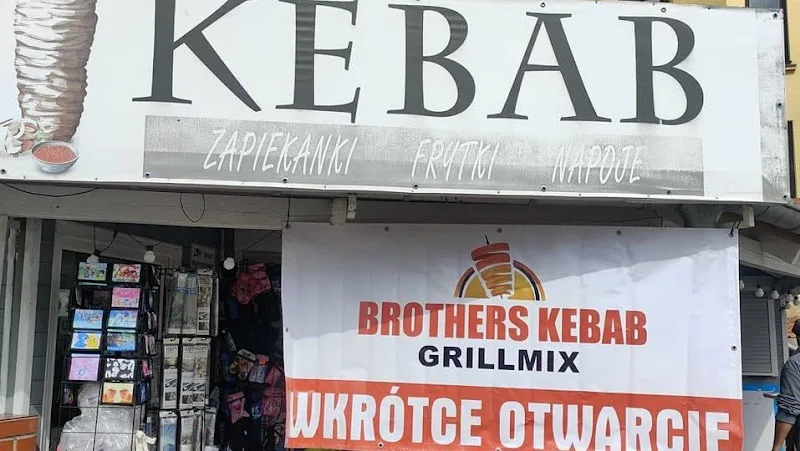 KEBAB
ZAPIEKANKI FRYTKI NAPOJE
BROTHERS KEBAB
GRILLMIX
WKRÓTCE OTWARCIE